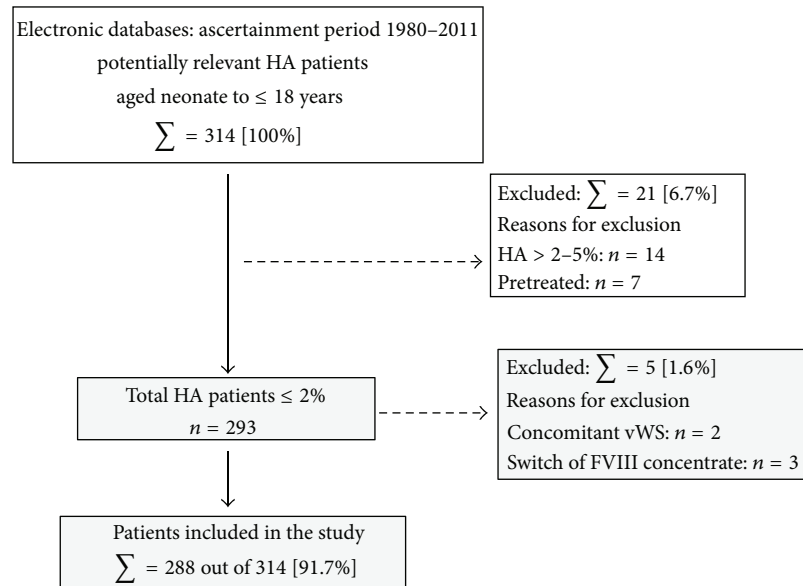 Electronic databases: ascertainment period 1980–2011
potentially relevant HA patients
aged neonate to ≤ 18 years
∑ = 314 [100%]
Excluded: ∑ = 21 [6.7%]
Reasons for exclusion
HA > 2–5%: n = 14
Pretreated: n = 7
Total HA patients ≤ 2%
n = 293
Excluded: ∑ = 5 [1.6%]
Reasons for exclusion
Concomitant vWS: n = 2
Switch of FVIII concentrate: n = 3
Patients included in the study
∑ = 288 out of 314 [91.7%]